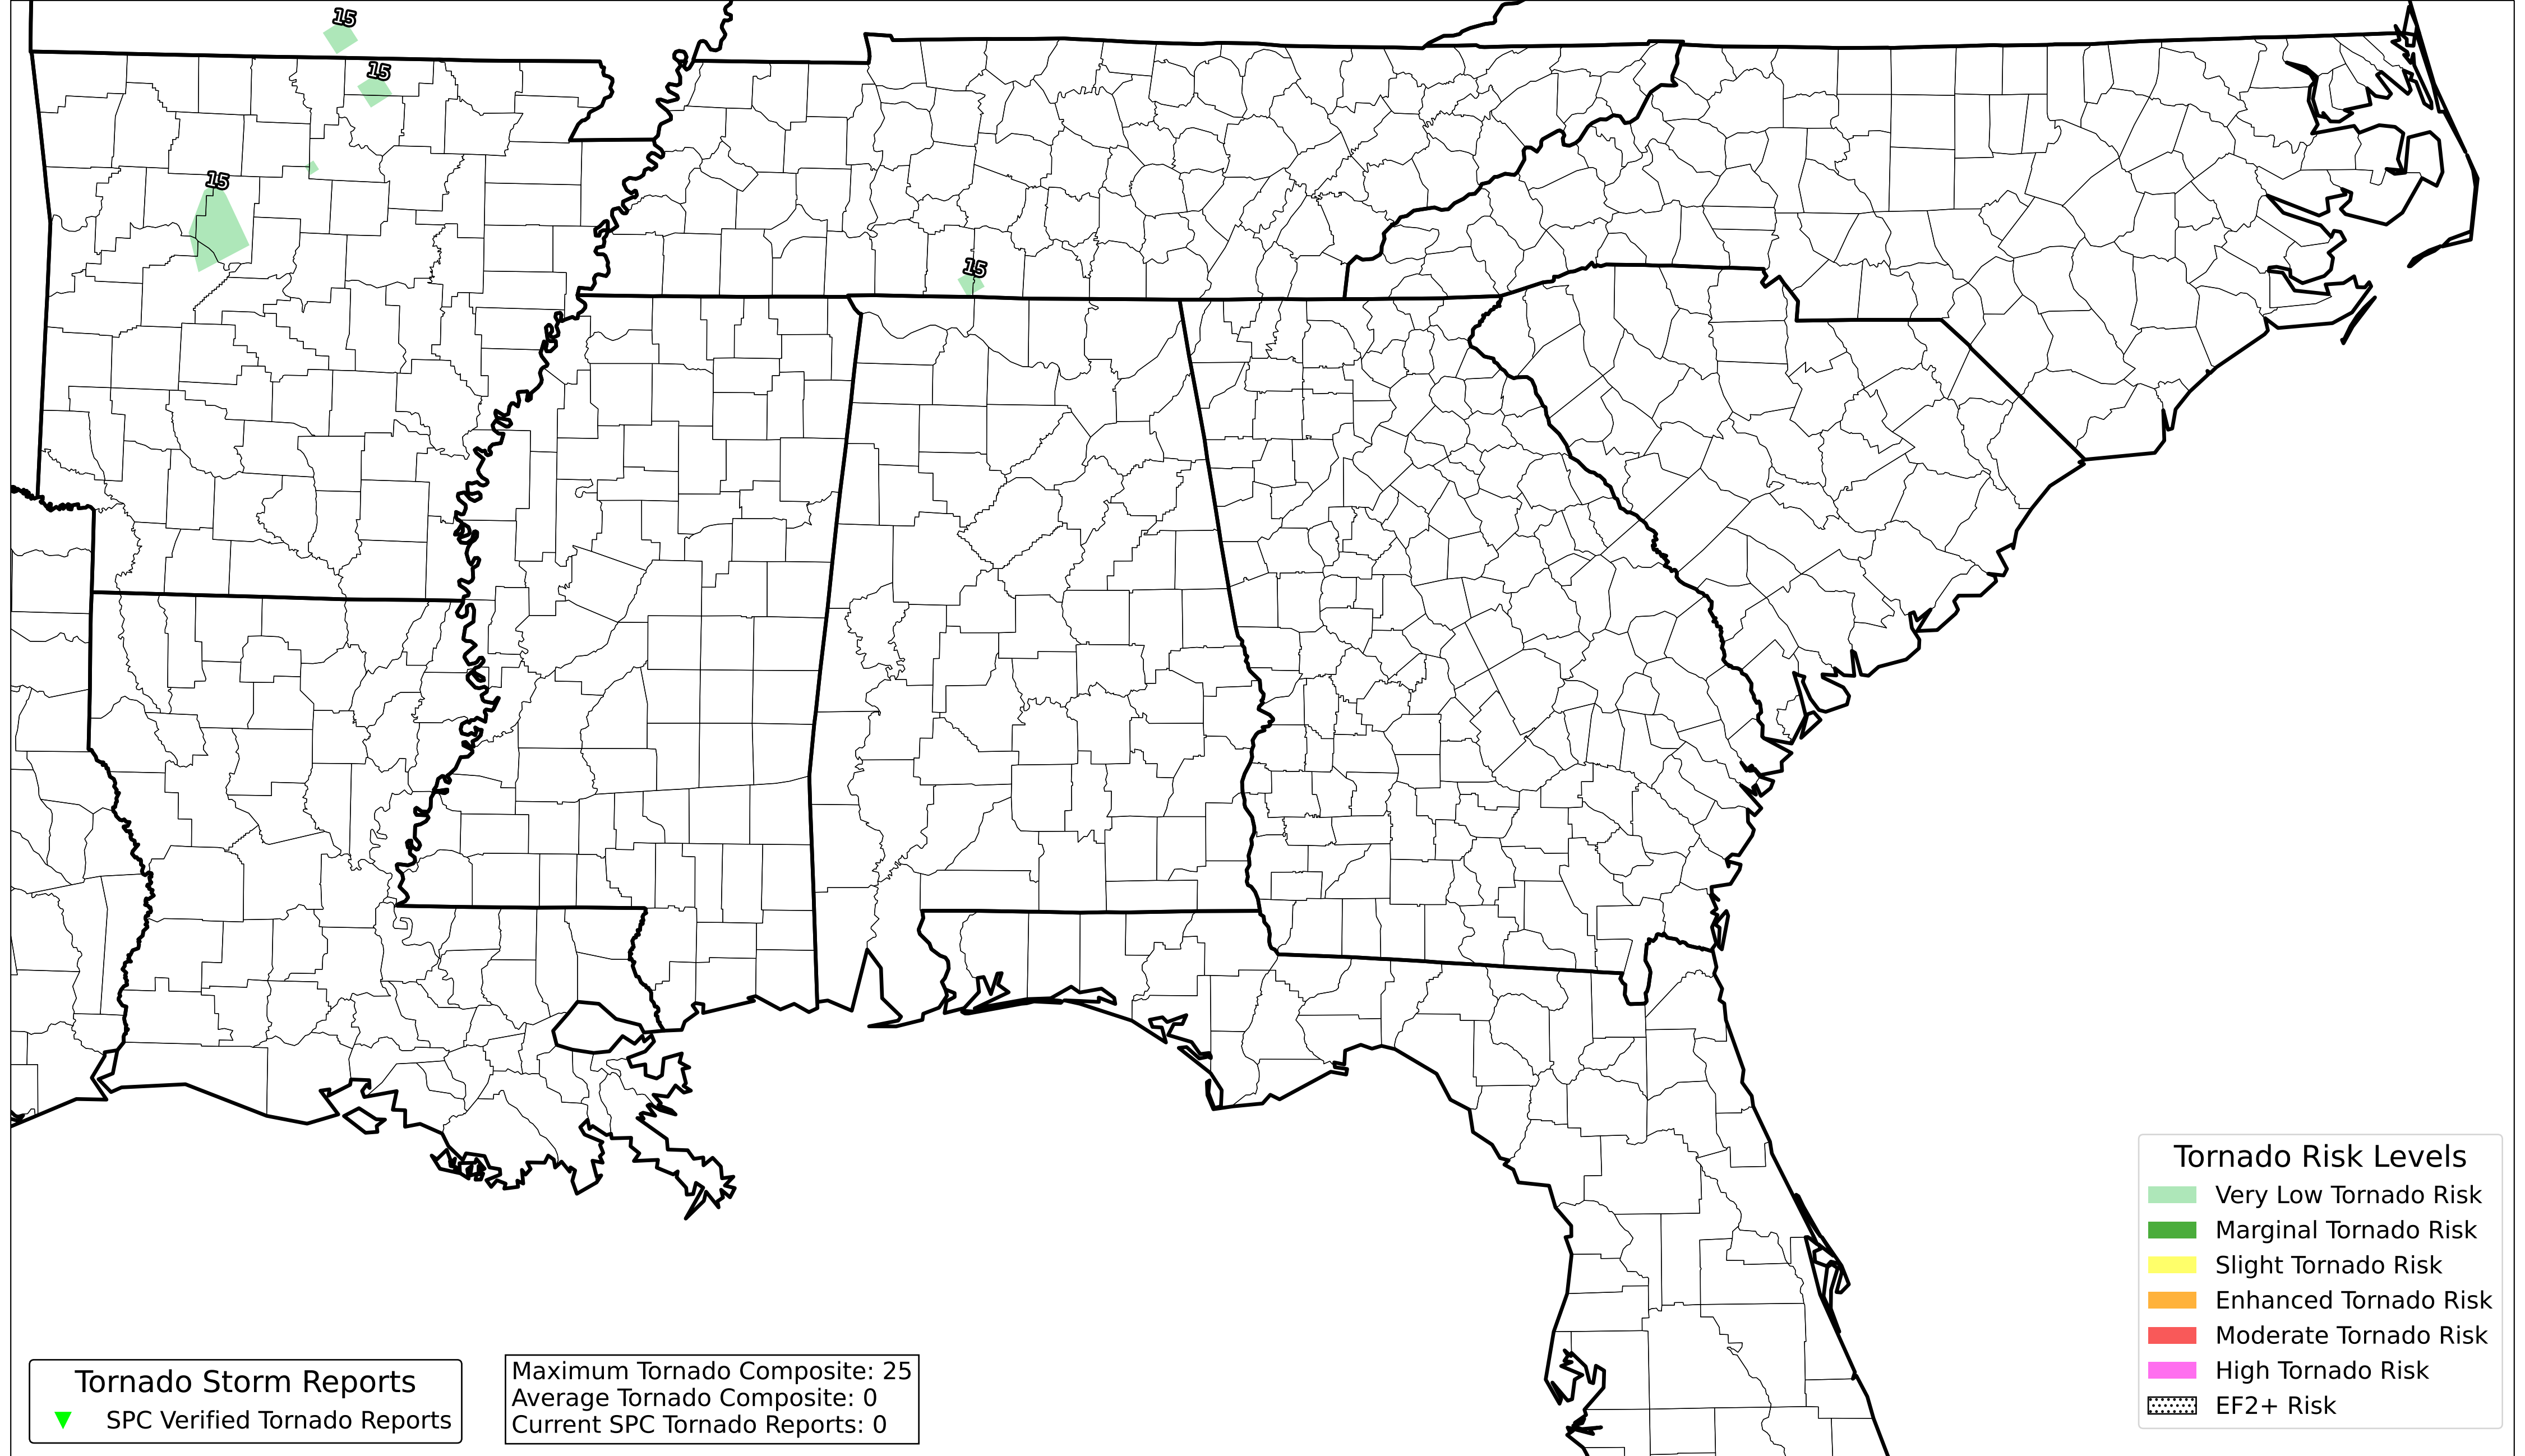 15
15
15
15
Tornado Risk Levels
Very Low Tornado Risk
Marginal Tornado Risk
Slight Tornado Risk
Enhanced Tornado Risk
Moderate Tornado Risk
High Tornado Risk
EF2+ Risk
Tornado Storm Reports
SPC Verified Tornado Reports
Maximum Tornado Composite: 25
Average Tornado Composite: 0
Current SPC Tornado Reports: 0